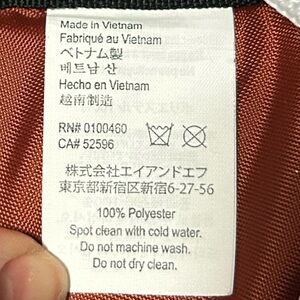 Made in Vietnam
Fabriqué au Vietnam
ベトナム製
베트남 산
Hecho en Vietnam
越南制造
RN# 0100460
CA# 52596
株式会社エイアンドエフ
東京都新宿区新宿6-27-56
100% Polyester
Spot clean with cold water.
Do not machine wash.
Do not dry clean.